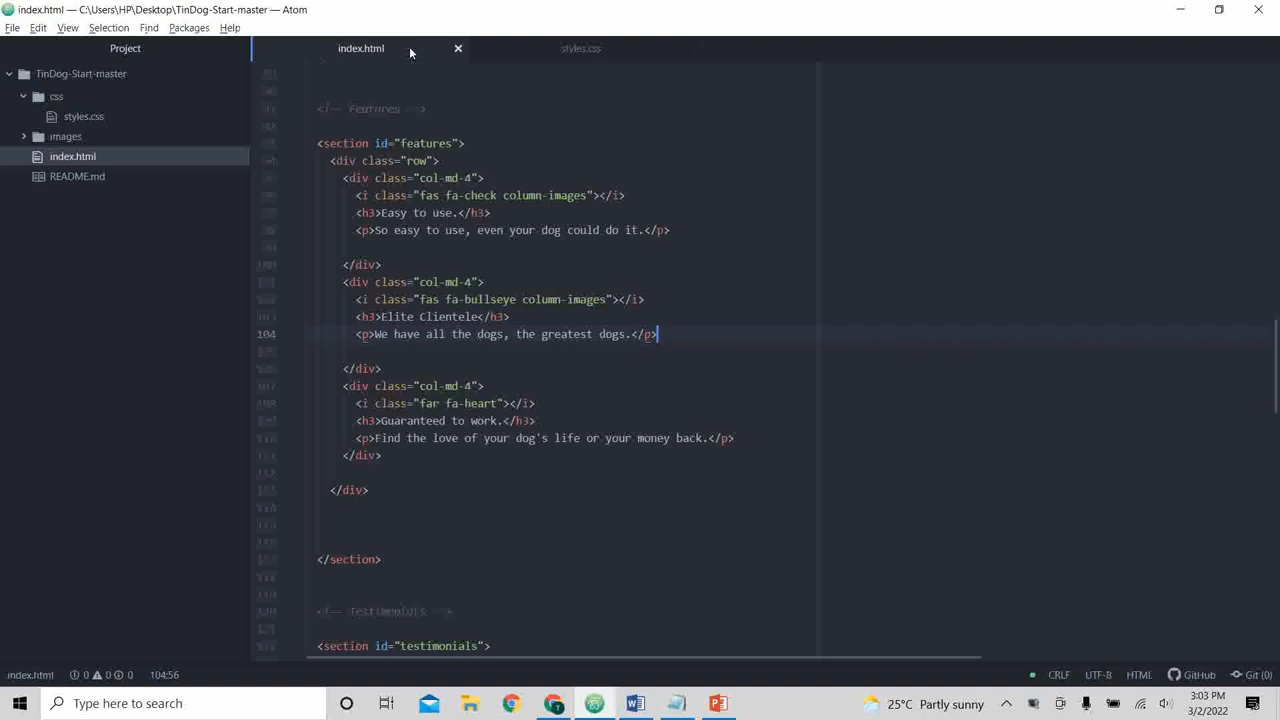 index.html — C:\Users\HP\Desktop\TinDog-Start-master — Atom
File Edit View Selection Find Packages Help
Project
index.html
styles.css
TinDog-Start-master
css
styles.css
images
index.html
README.md
<!-- Features -->
<section id="features">
<div class="row">
<div class="col-md-4">
<i class="fas fa-check column-images"></i>
<h3>Easy to use.</h3>
<p>So easy to use, even your dog could do it.</p>
</div>
<div class="col-md-4">
<i class="fas fa-bullseye column-images"></i>
<h3>Elite Clientele</h3>
104 <p>We have all the dogs, the greatest dogs.</p>
</div>
<div class="col-md-4">
<i class="far fa-heart"></i>
<h3>Guaranteed to work.</h3>
<p>Find the love of your dog's life or your money back.</p>
</div>
</div>
</section>
<!-- Testimonials -->
<section id="testimonials">
index.html 0 0 0 104:56 CRLF UTF-8 HTML GitHub Git (0)
Type here to search
25°C Partly sunny
3:03 PM
3/2/2022